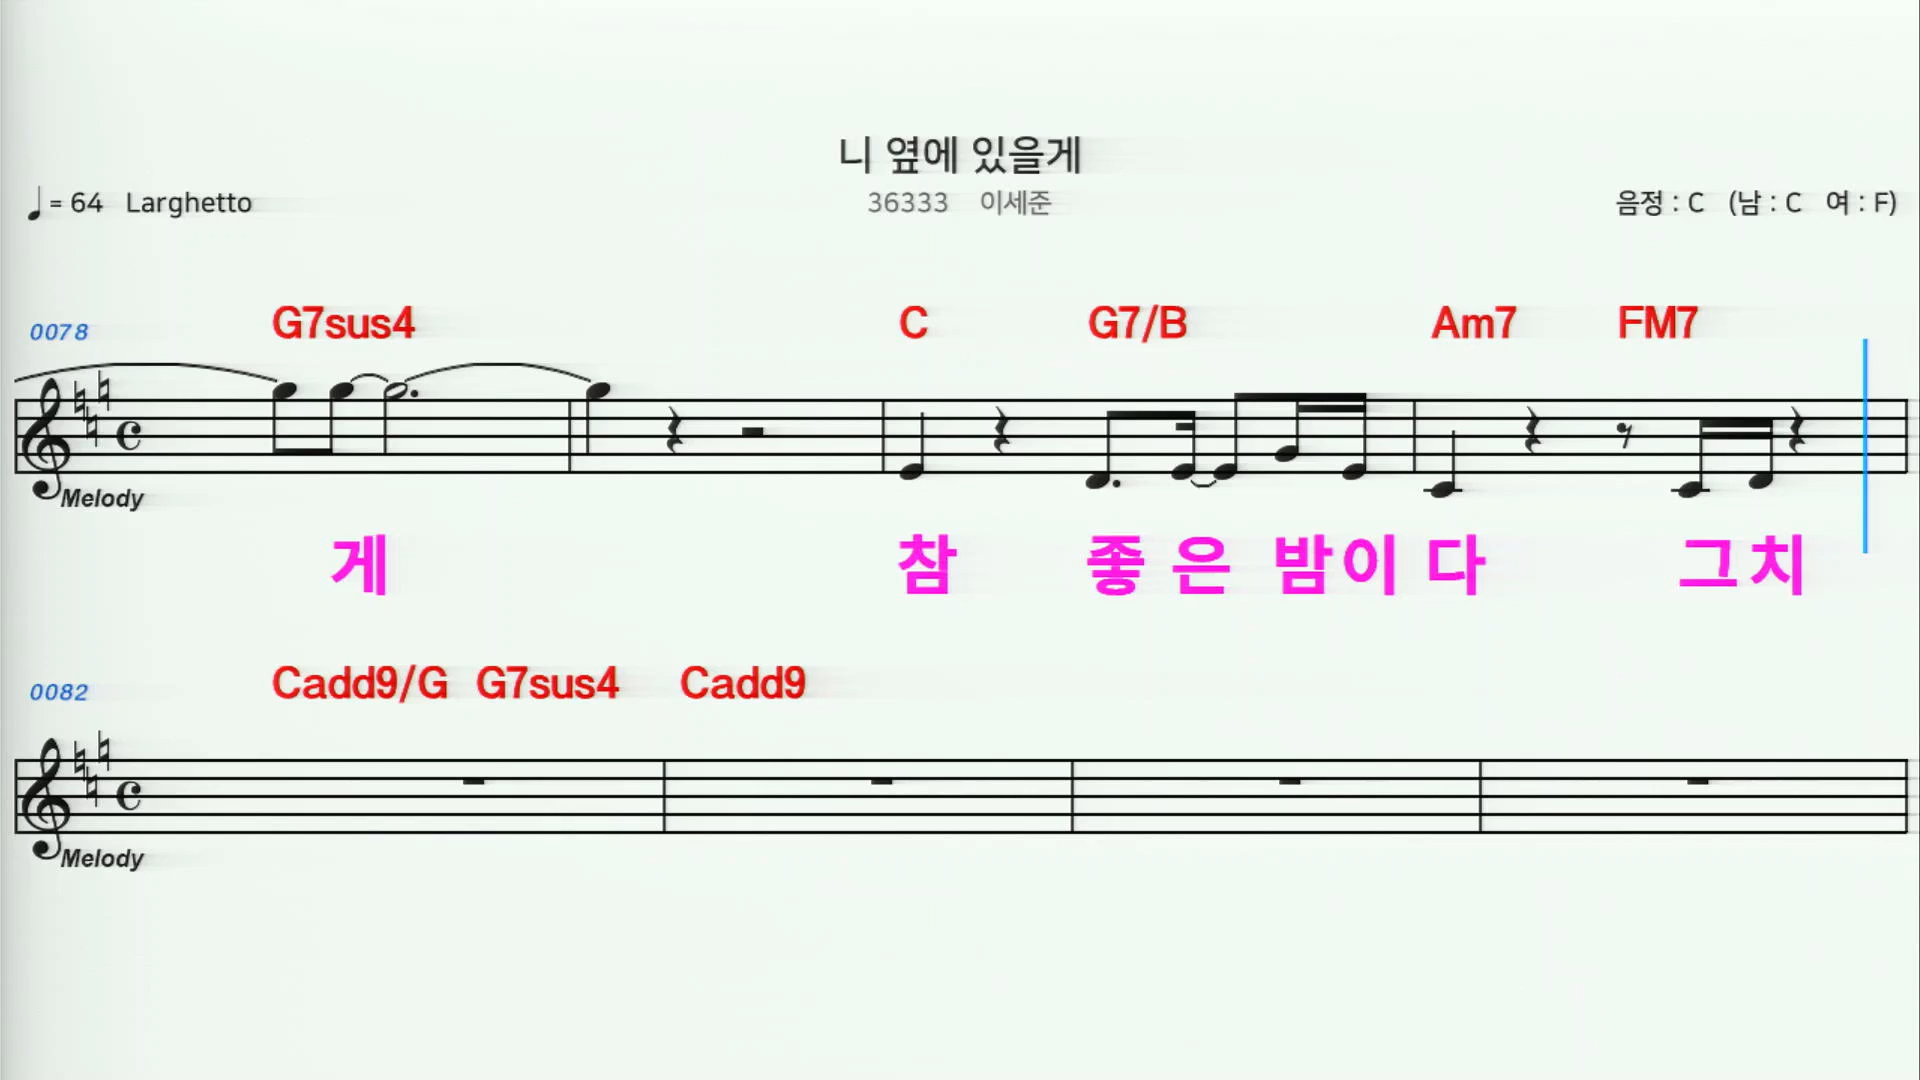 니 옆에 있을게
= 64 Larghetto
36333 이세준
음정 : C (남 : C 여 : F)
0078 G7sus4 C G7/B Am7 FM7
Melody
게 참 좋은 밤이다 그치
0082 Cadd9/G G7sus4 Cadd9
Melody